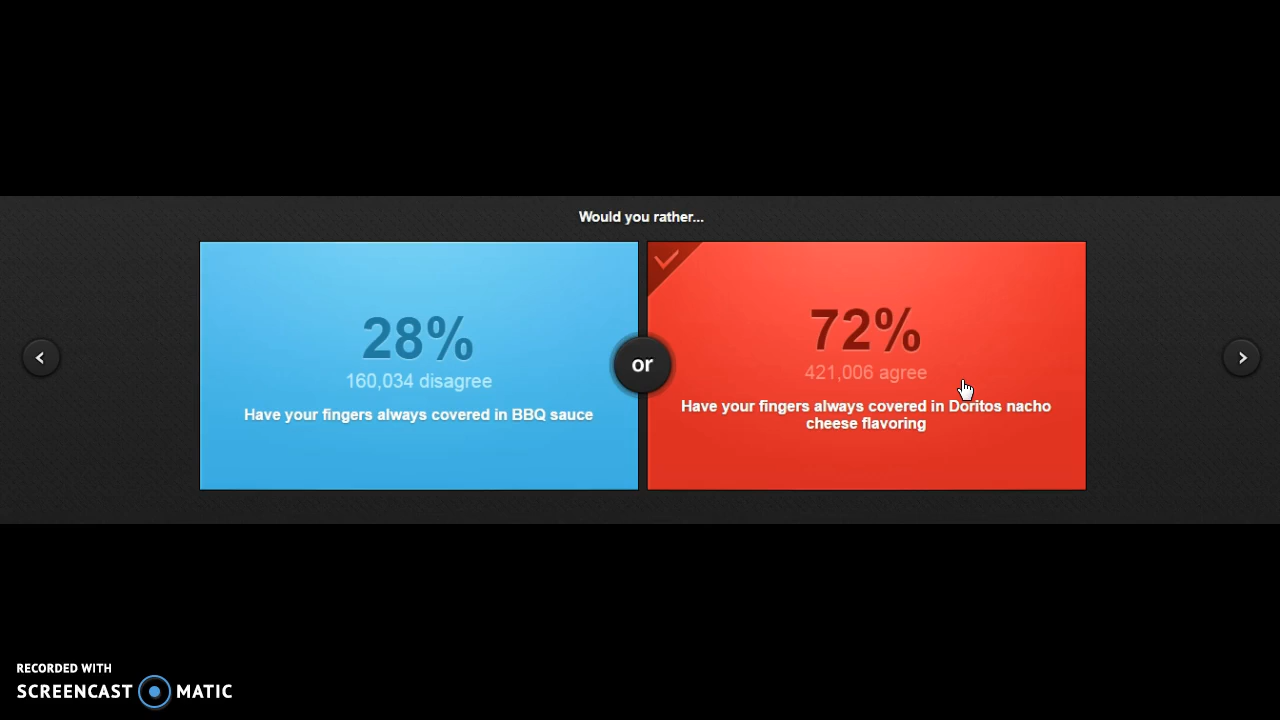 Would you rather...
28%
160,034 disagree
Have your fingers always covered in BBQ sauce
or
72%
421,006 agree
Have your fingers always covered in Doritos nacho
cheese flavoring
RECORDED WITH
SCREENCAST MATIC